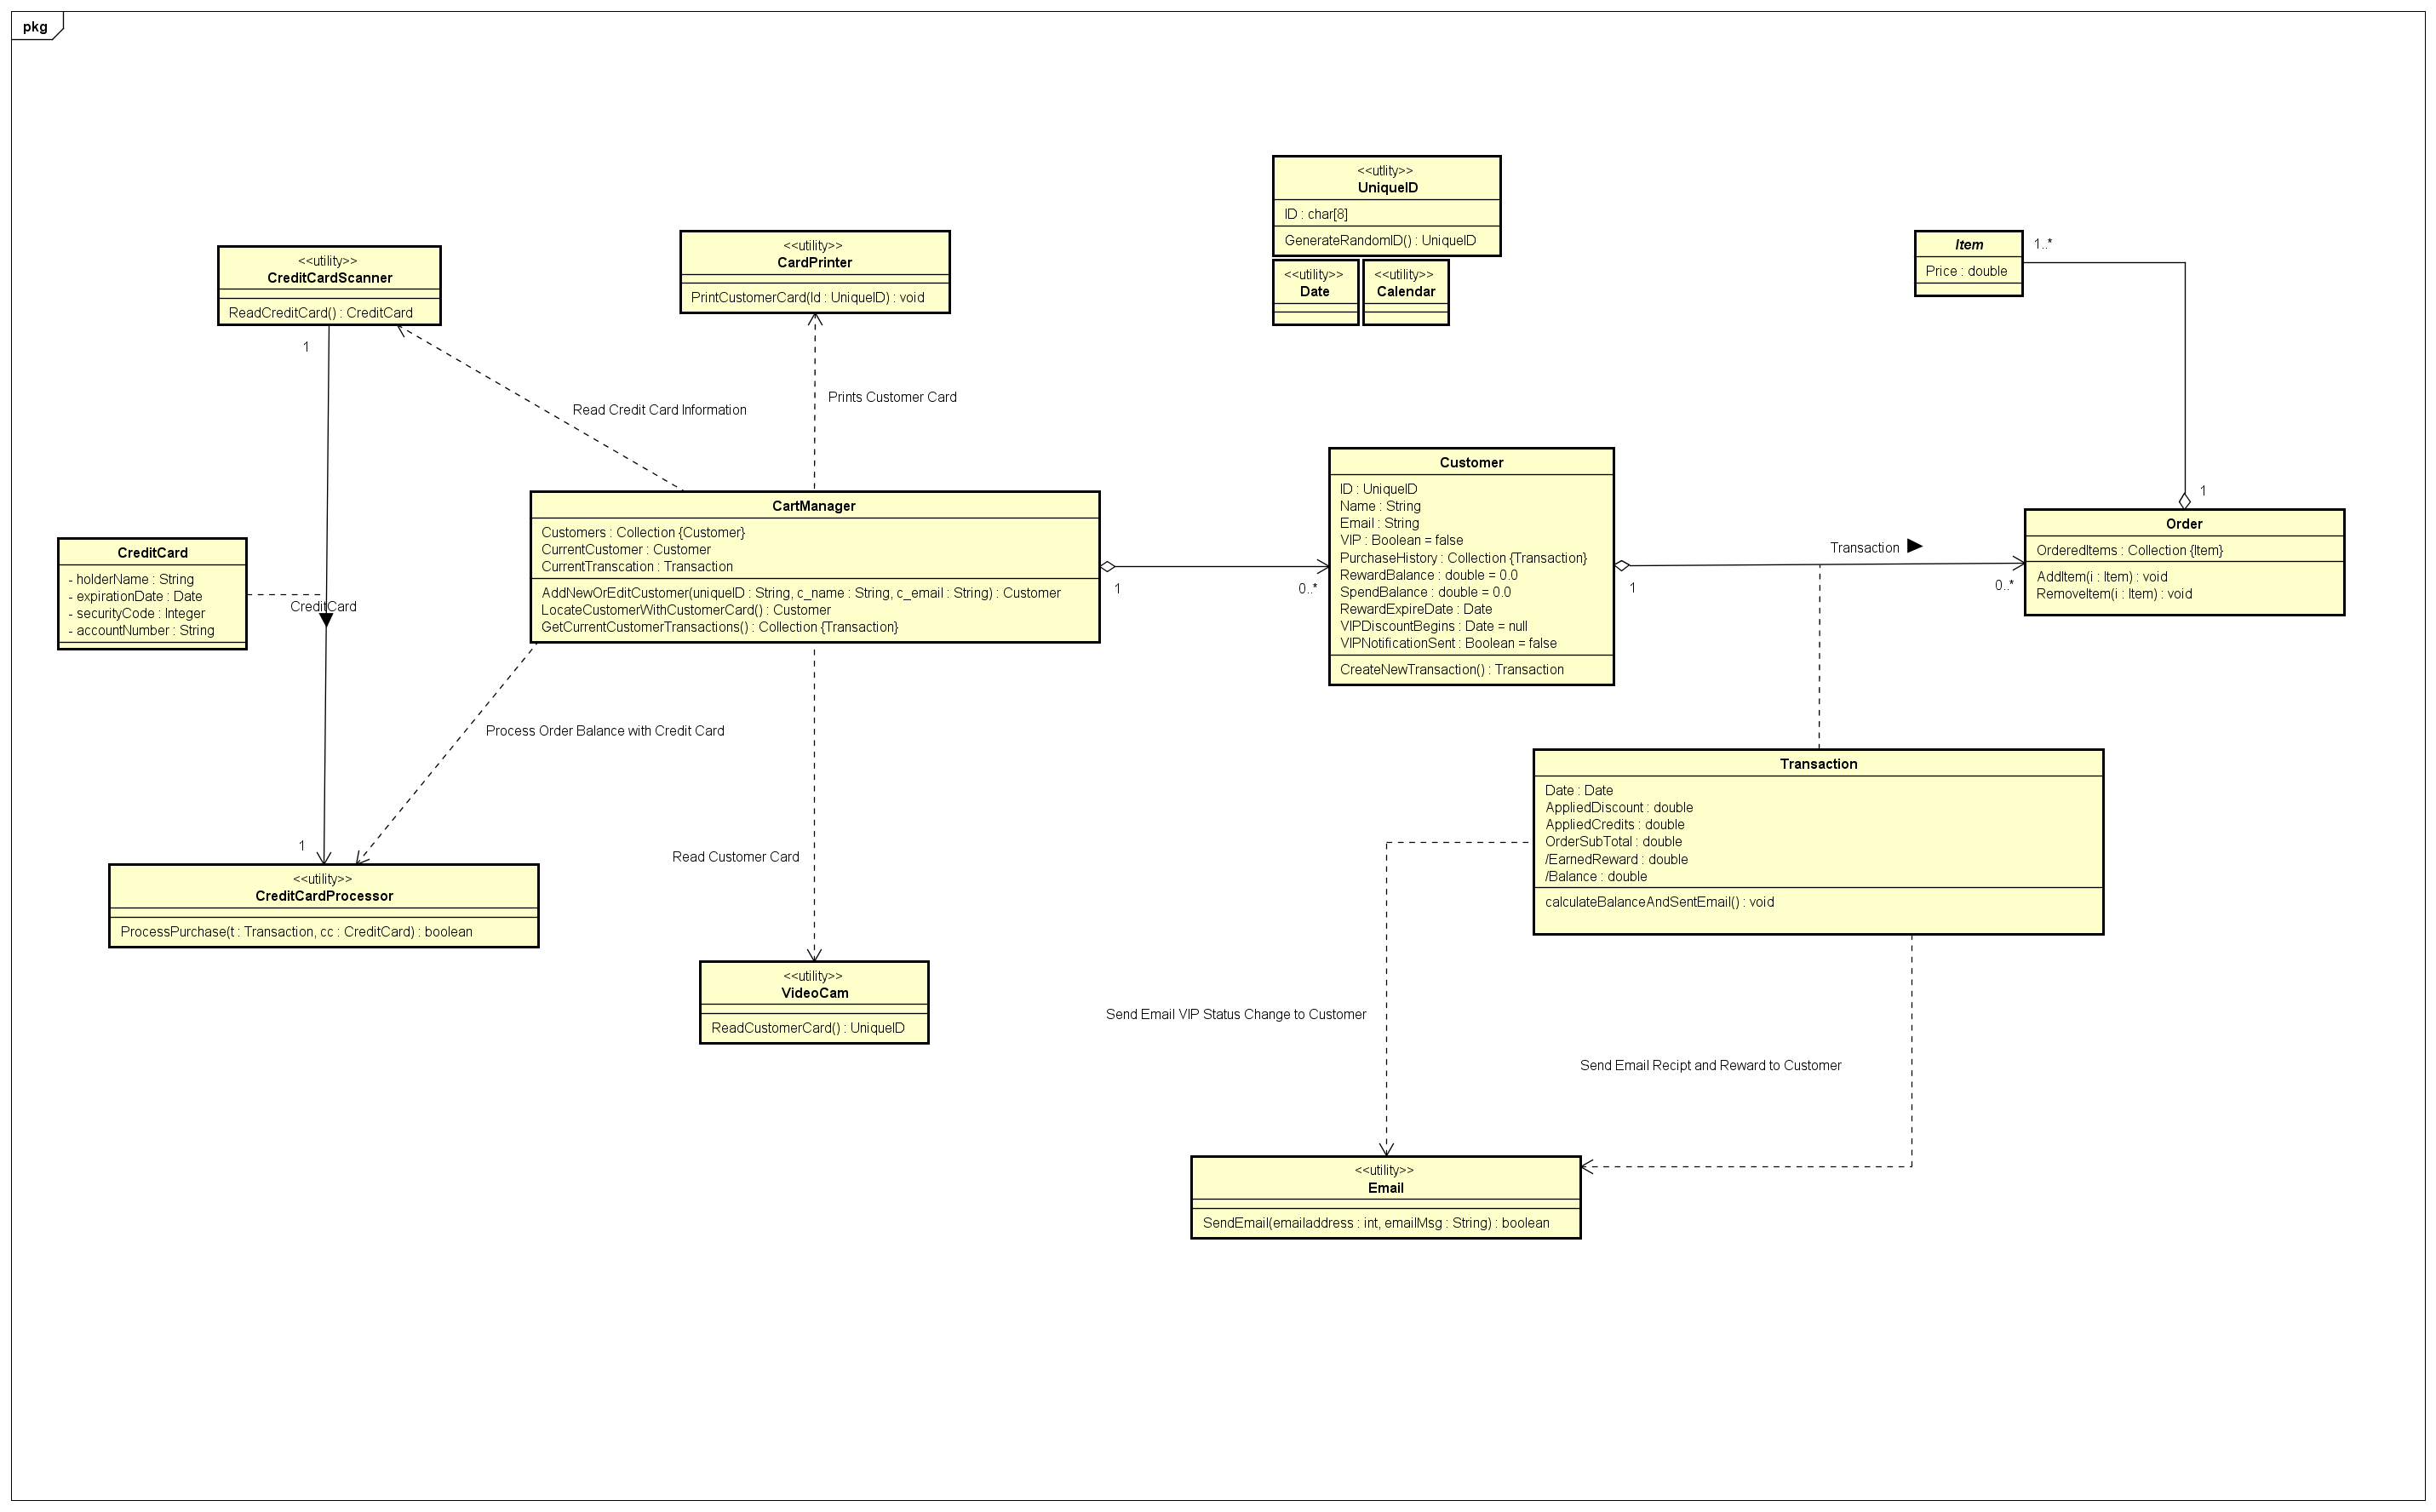 pkg
<<utlity>>
UniqueID
ID : char[8]
GenerateRandomID() : UniqueID
<<utility>>
Date
<<utility>>
Calendar
<<utility>>
CreditCardScanner
ReadCreditCard() : CreditCard
<<utility>>
CardPrinter
PrintCustomerCard(Id : UniqueID) : void
Item
Price : double
1..*
1
Read Credit Card Information
Prints Customer Card
CreditCard
- holderName : String
- expirationDate : Date
- securityCode : Integer
- accountNumber : String
CreditCard
CartManager
Customers : Collection {Customer}
CurrentCustomer : Customer
CurrentTranscation : Transaction
AddNewOrEditCustomer(uniqueID : String, c_name : String, c_email : String) : Customer
LocateCustomerWithCustomerCard() : Customer
GetCurrentCustomerTransactions() : Collection {Transaction}
1
0..*
Customer
ID : UniqueID
Name : String
Email : String
VIP : Boolean = false
PurchaseHistory : Collection {Transaction}
RewardBalance : double = 0.0
SpendBalance : double = 0.0
RewardExpireDate : Date
VIPDiscountBegins : Date = null
VIPNotificationSent : Boolean = false
CreateNewTransaction() : Transaction
1
Transaction
0..*
1
Order
OrderedItems : Collection {Item}
AddItem(i : Item) : void
RemoveItem(i : Item) : void
Process Order Balance with Credit Card
Read Customer Card
1
<<utility>>
CreditCardProcessor
ProcessPurchase(t : Transaction, cc : CreditCard) : boolean
<<utility>>
VideoCam
ReadCustomerCard() : UniqueID
Transaction
Date : Date
AppliedDiscount : double
AppliedCredits : double
OrderSubTotal : double
/EarnedReward : double
/Balance : double
calculateBalanceAndSentEmail() : void
Send Email VIP Status Change to Customer
Send Email Recipt and Reward to Customer
<<utility>>
Email
SendEmail(emailaddress : int, emailMsg : String) : boolean